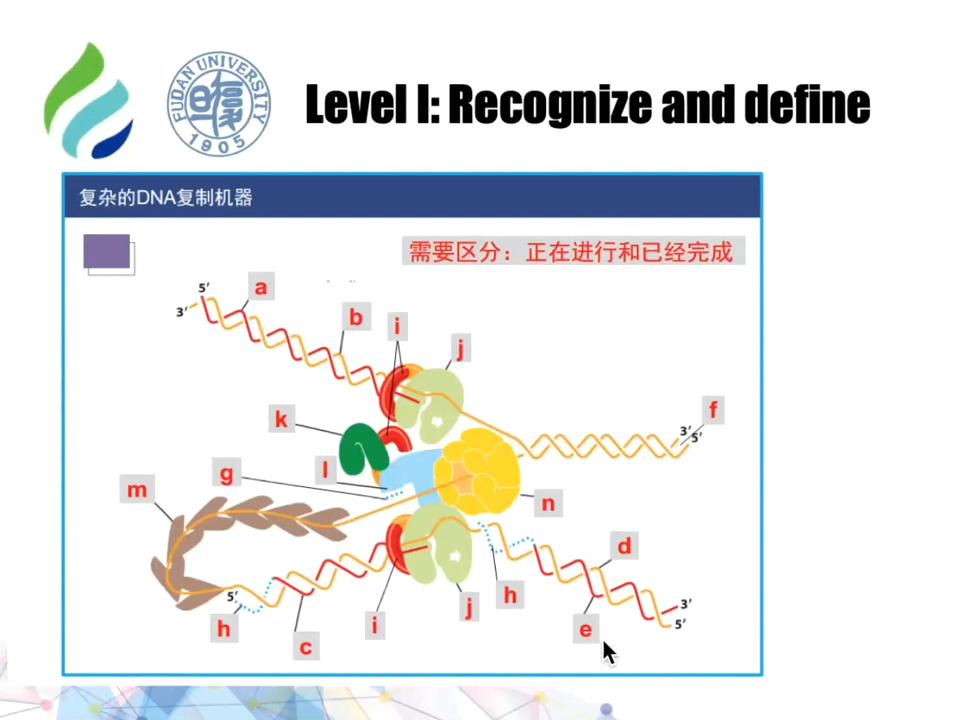 FUDAN UNIVERSITY
1905
Level I: Recognize and define
复杂的DNA复制机器
需要区分：正在进行和已经完成
5′
a
3′
b
i
j
k
f
3′
5′
g
l
m
n
d
5′
h
j
h
3′
i
e
5′
c